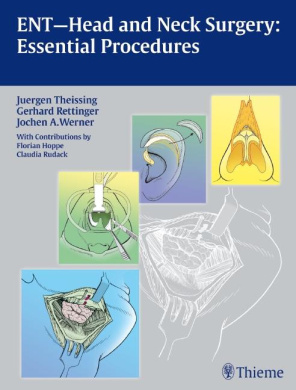 ENT—Head and Neck Surgery:
Essential Procedures
Juergen Theissing
Gerhard Rettinger
Jochen A. Werner
With Contributions by
Florian Hoppe
Claudia Rudack
Thieme